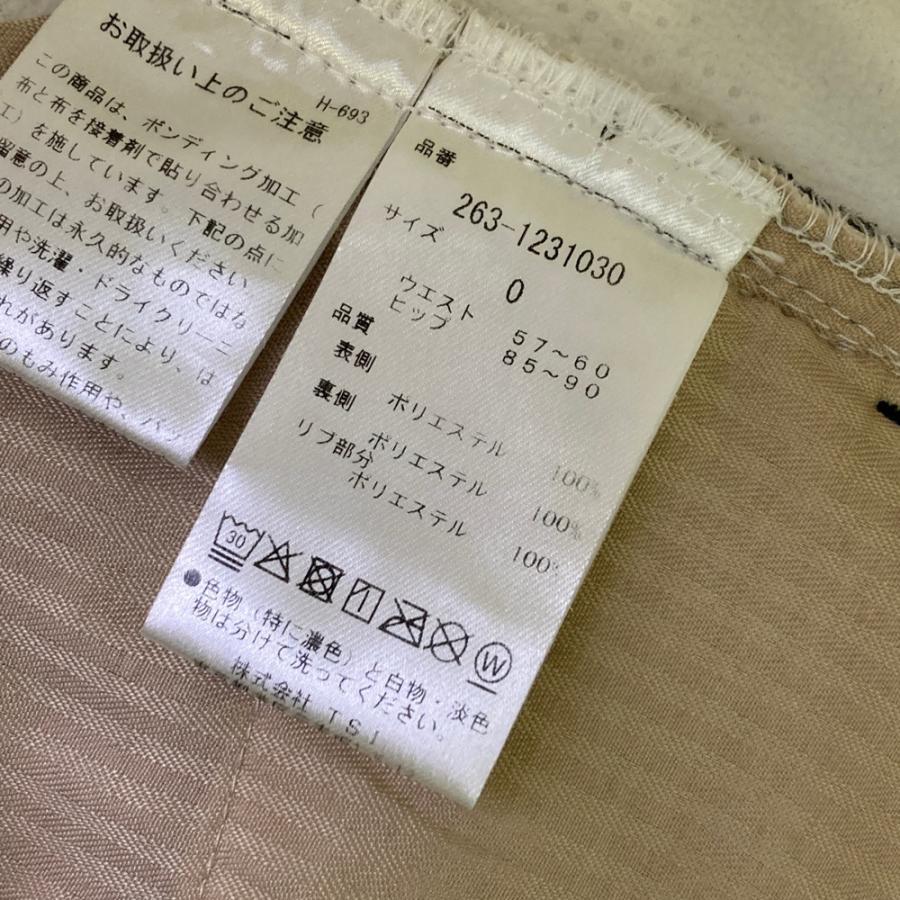 お取扱い上のご注意
H-693
この商品は、ボンディング加工（
布と布を接着剤で貼り合わせる加
工）を施しています。下記の点に
留意の上、お取扱いください
の加工は永久的なものではな
用や洗濯・ドライクリーニ
繰り返すことにより、は
れがあります。
のもみ作用や、
品番
263-1231030
サイズ
0
ウエスト 57～60
ヒップ 85～90
品質
表側
ポリエステル 100%
裏側
ポリエステル 100%
リブ部分
ポリエステル 100%
30
W
●色物（特に濃色）と白物・淡色
物は分けて洗ってください。
株式会社 TSI